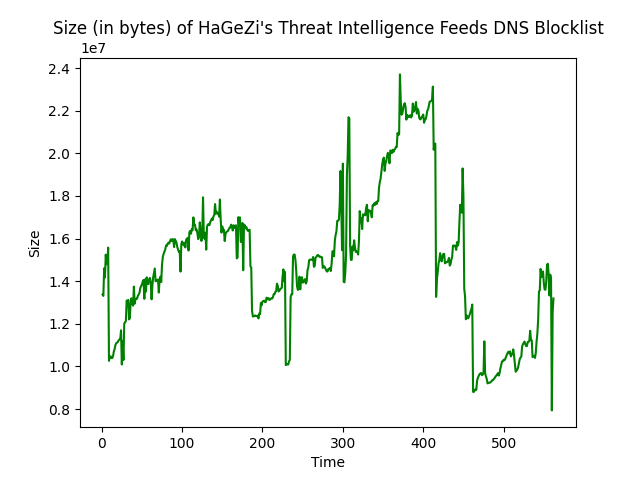 Size (in bytes) of HaGeZi's Threat Intelligence Feeds DNS Blocklist
1e7
2.4
2.2
2.0
1.8
1.6
1.4
1.2
1.0
0.8
Size
0 100 200 300 400 500
Time